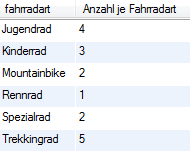 fahrradart Anzahl je Fahrradart
Jugendrad 4
Kinderrad 3
Mountainbike 2
Rennrad 1
Spezialrad 2
Trekkingrad 5